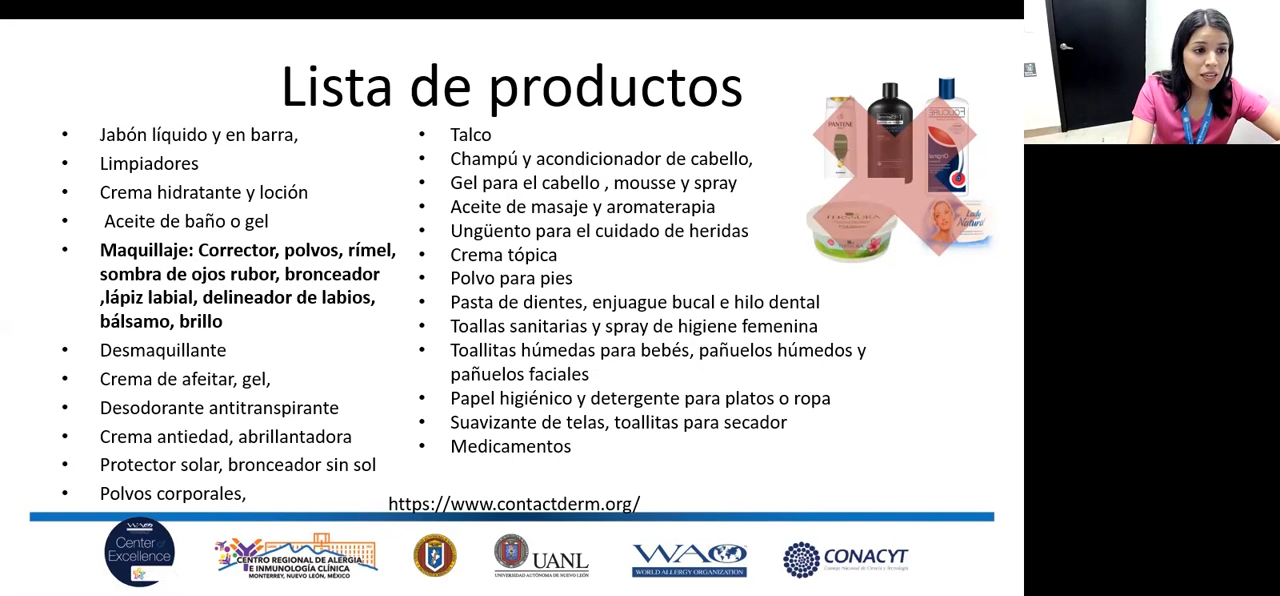 Lista de productos
Jabón líquido y en barra,
Limpiadores
Crema hidratante y loción
Aceite de baño o gel
Maquillaje: Corrector, polvos, rímel,
sombra de ojos rubor, bronceador
,lápiz labial, delineador de labios,
bálsamo, brillo
Desmaquillante
Crema de afeitar, gel,
Desodorante antitranspirante
Crema antiedad, abrillantadora
Protector solar, bronceador sin sol
Polvos corporales,
Talco
Champú y acondicionador de cabello,
Gel para el cabello , mousse y spray
Aceite de masaje y aromaterapia
Ungüento para el cuidado de heridas
Crema tópica
Polvo para pies
Pasta de dientes, enjuague bucal e hilo dental
Toallas sanitarias y spray de higiene femenina
Toallitas húmedas para bebés, pañuelos húmedos y
pañuelos faciales
Papel higiénico y detergente para platos o ropa
Suavizante de telas, toallitas para secador
Medicamentos
PANTENE
FOLICURÉ
Original
TERSSURA
Lady
Natural
https://www.contactderm.org/
WAO
Center of
Excellence
CENTRO REGIONAL DE ALERGIA
E INMUNOLOGÍA CLÍNICA
MONTERREY, NUEVO LEÓN, MÉXICO
UANL
UNIVERSIDAD AUTÓNOMA DE NUEVO LEÓN
WAO
WORLD ALLERGY ORGANIZATION
CONACYT
Consejo Nacional de Ciencia y Tecnología